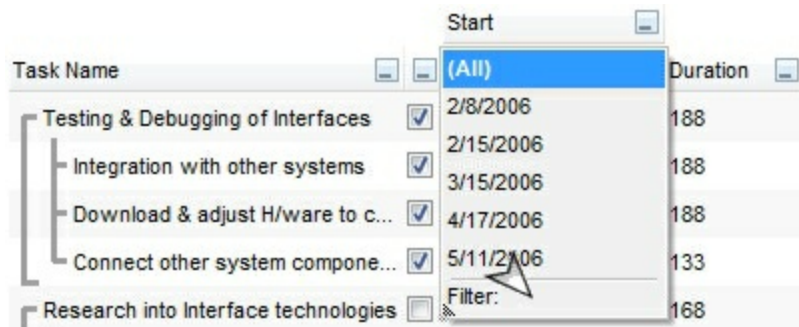 Start
Task Name
(All)
Duration
Testing & Debugging of Interfaces
2/8/2006
188
2/15/2006
Integration with other systems
3/15/2006
188
Download & adjust H/ware to c...
4/17/2006
188
Connect other system compone...
5/11/2006
133
Research into Interface technologies
Filter:
168